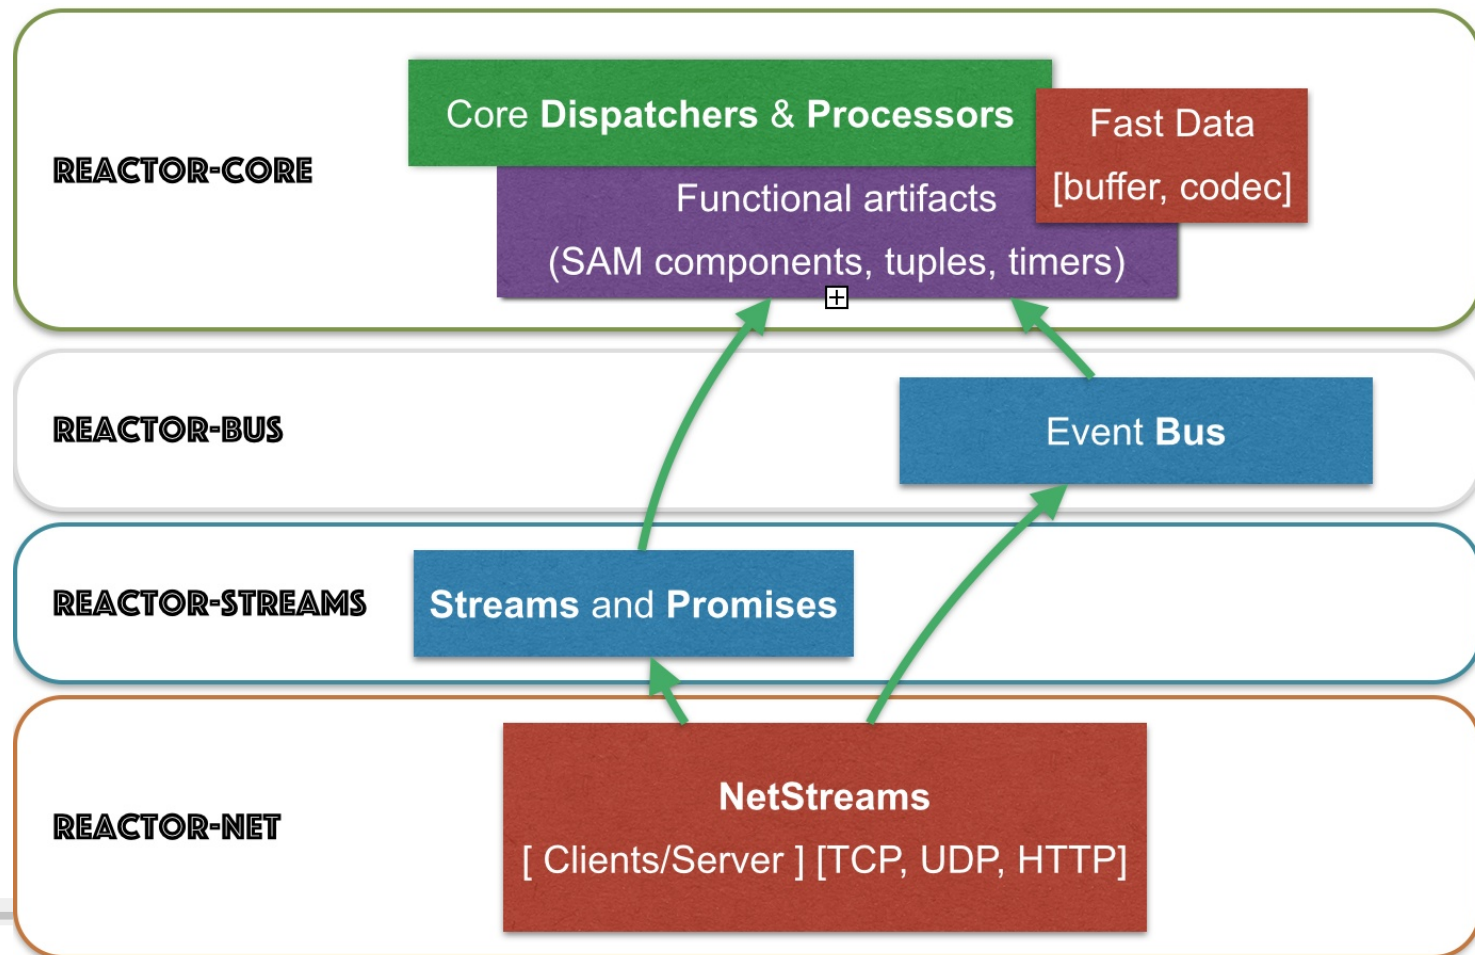 REACTOR-CORE
Core Dispatchers & Processors
Fast Data
[buffer, codec]
Functional artifacts
(SAM components, tuples, timers)
REACTOR-BUS
Event Bus
REACTOR-STREAMS
Streams and Promises
REACTOR-NET
NetStreams
[ Clients/Server ] [TCP, UDP, HTTP]